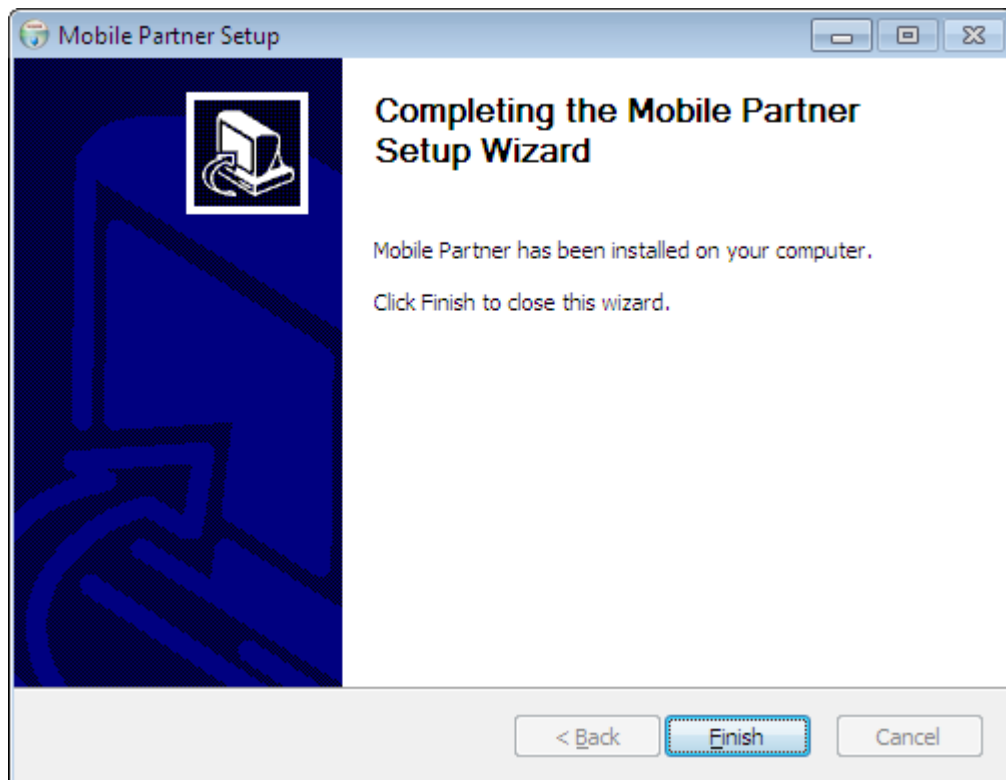 Mobile Partner Setup
Completing the Mobile Partner
Setup Wizard
Mobile Partner has been installed on your computer.
Click Finish to close this wizard.
< Back
Finish
Cancel